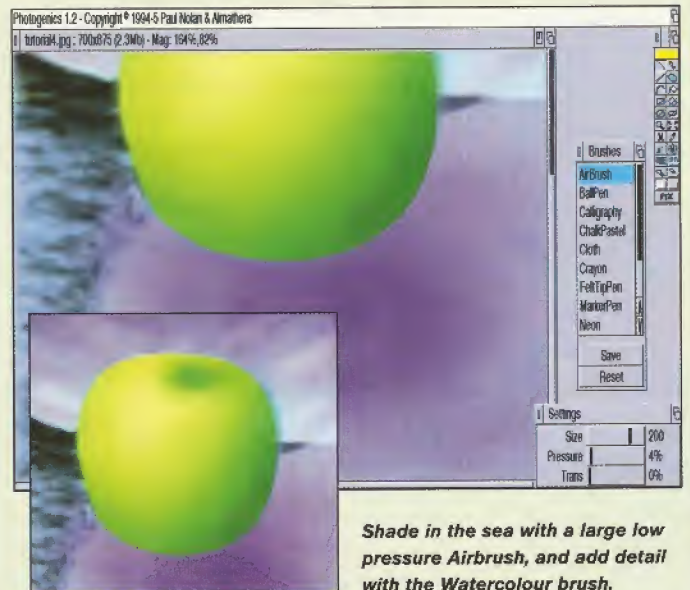 Photogenics 1.2 - Copyright © 1994-5 Paul Nolan & Almathera
tutorial4.jpg : 700x875 (2.3Mb) - Mag: 164%,82%
Brushes
AirBrush
BallPen
Caligraphy
ChalkPastel
Cloth
Crayon
FeltTipPen
MarkerPen
Neon
Save
Reset
Settings
Size 200
Pressure 4%
Trans 0%
Shade in the sea with a large low
pressure Airbrush, and add detail
with the Watercolour brush.